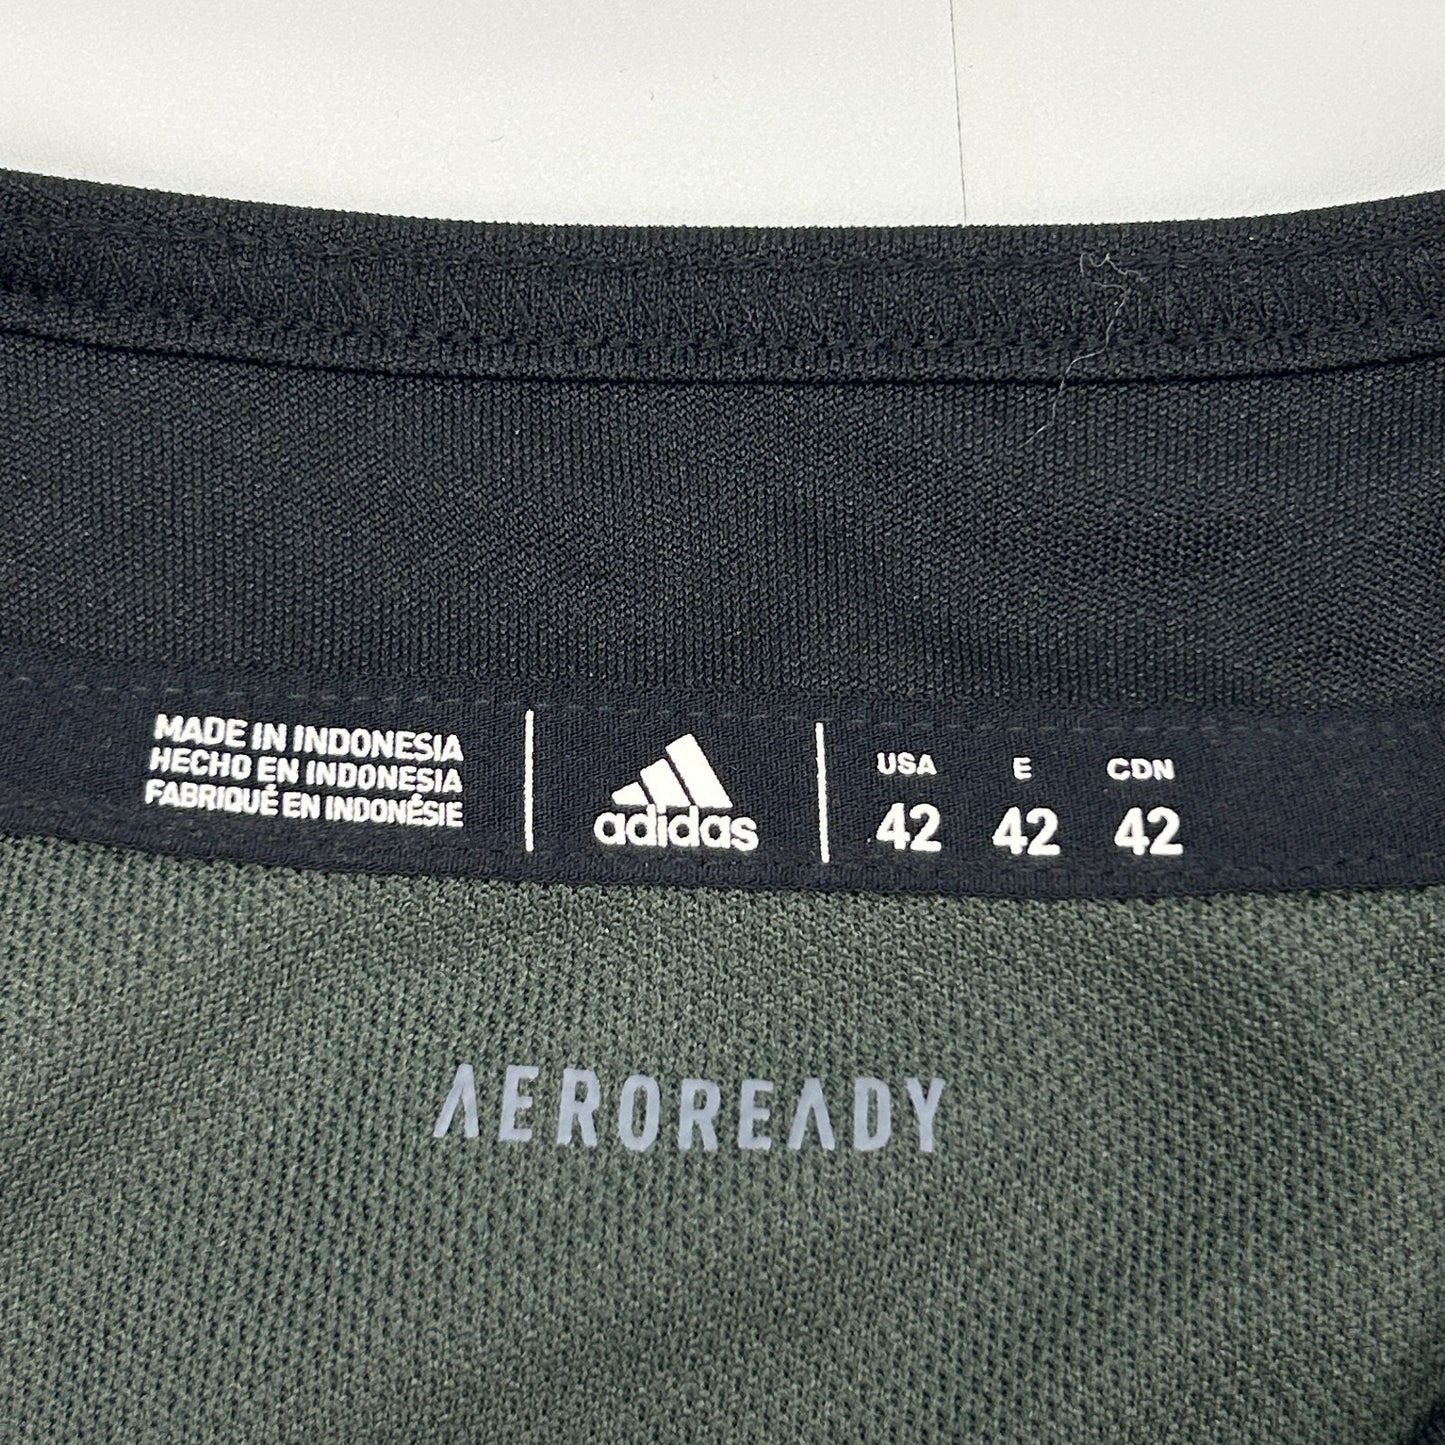 MADE IN INDONESIA
HECHO EN INDONESIA
FABRIQUÉ EN INDONÉSIE
adidas
USA E CDN
42 42 42
AEROREADY